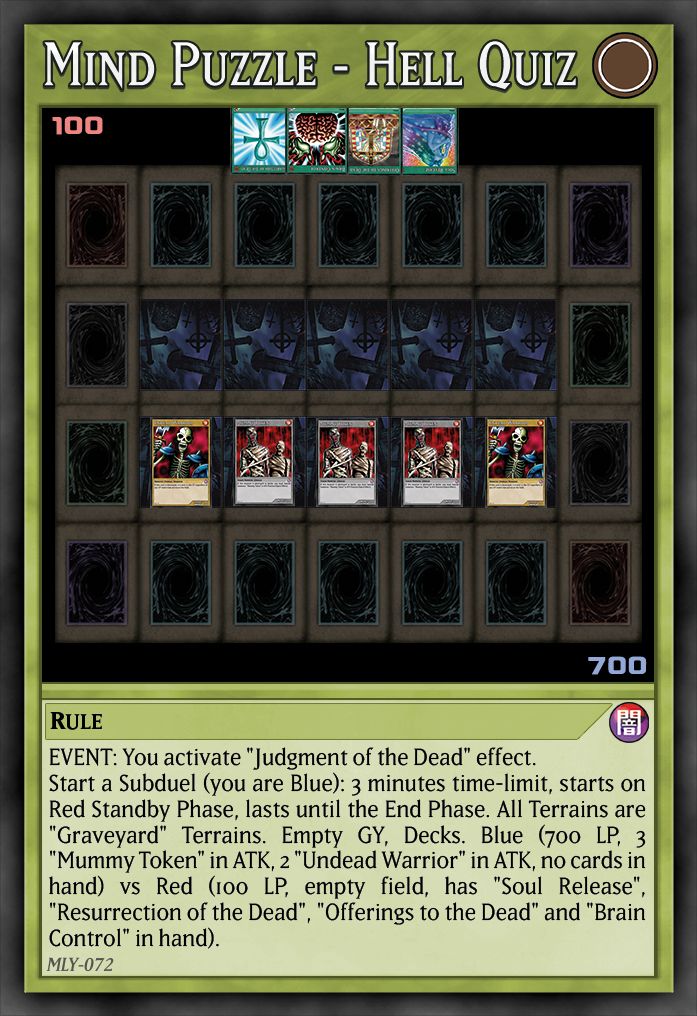 Mind Puzzle - Hell Quiz
100
700
Rule
闇
EVENT: You activate "Judgment of the Dead" effect.
Start a Subduel (you are Blue): 3 minutes time-limit, starts on
Red Standby Phase, lasts until the End Phase. All Terrains are
"Graveyard" Terrains. Empty GY, Decks. Blue (700 LP, 3
"Mummy Token" in ATK, 2 "Undead Warrior" in ATK, no cards in
hand) vs Red (100 LP, empty field, has "Soul Release",
"Resurrection of the Dead", "Offerings to the Dead" and "Brain
Control" in hand).
MLY-072